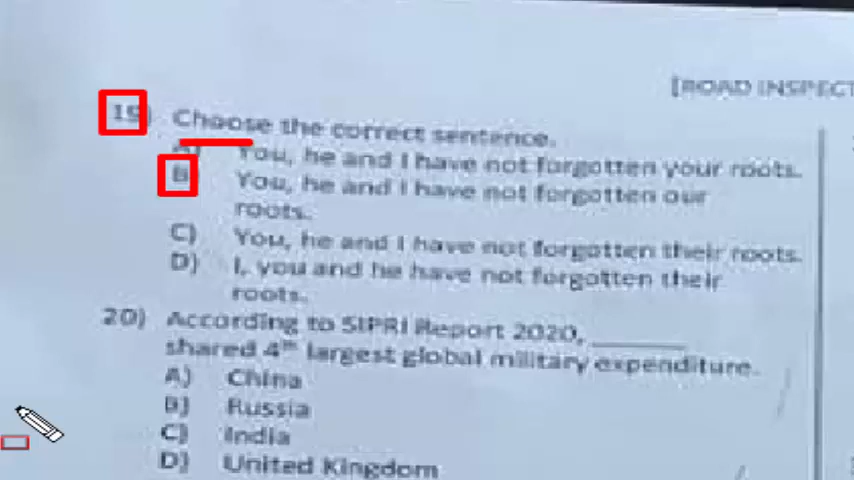 [ROAD INSPECT
19) Choose the correct sentence.
A) You, he and I have not forgotten your roots.
B) You, he and I have not forgotten our
roots.
C) You, he and I have not forgotten their roots.
D) I, you and he have not forgotten their
roots.
20) According to SIPRI Report 2020, ________
shared 4th largest global military expenditure.
A) China
B) Russia
C) India
D) United Kingdom